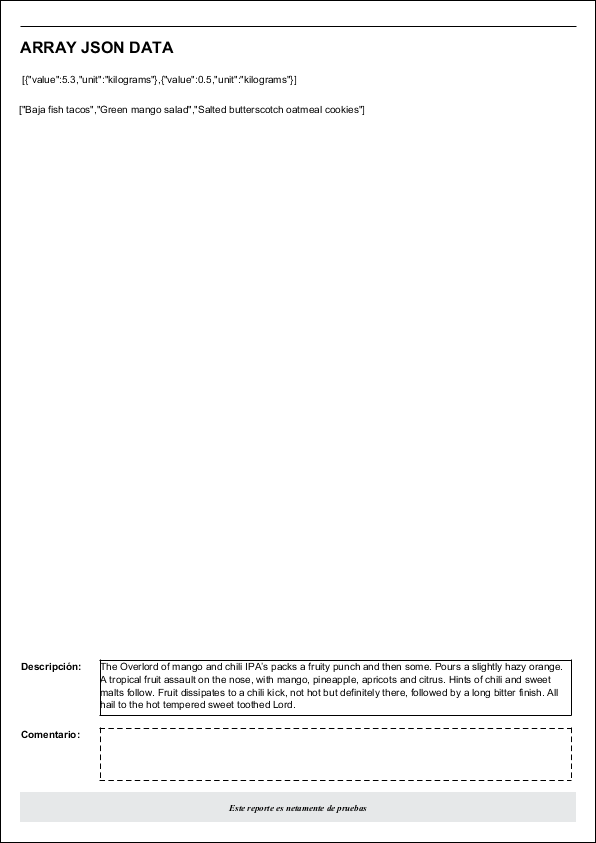 ARRAY JSON DATA
[{"value":5.3,"unit":"kilograms"},{"value":0.5,"unit":"kilograms"}]
["Baja fish tacos","Green mango salad","Salted butterscotch oatmeal cookies"]
Descripción:
The Overlord of mango and chili IPA's packs a fruity punch and then some. Pours a slightly hazy orange.
A tropical fruit assault on the nose, with mango, pineapple, apricots and citrus. Hints of chili and sweet
malts follow. Fruit dissipates to a chili kick, not hot but definitely there, followed by a long bitter finish. All
hail to the hot tempered sweet toothed Lord.
Comentario:
Este reporte es netamente de pruebas